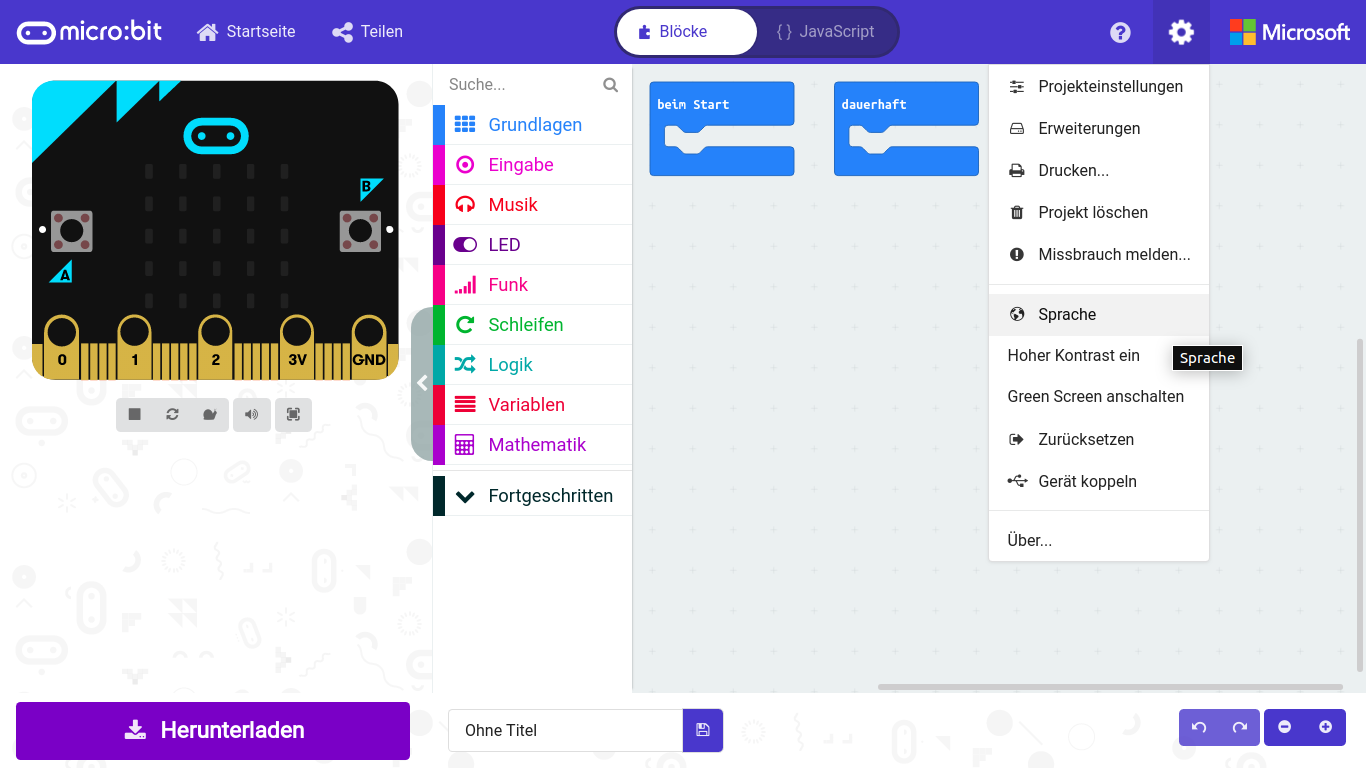 micro:bit
Startseite
Teilen
Blöcke
{ } JavaScript
Microsoft
B
A
0 1 2 3V GND
Suche...
Grundlagen
Eingabe
Musik
LED
Funk
Schleifen
Logik
Variablen
Mathematik
Fortgeschritten
beim Start
dauerhaft
Projekteinstellungen
Erweiterungen
Drucken...
Projekt löschen
Missbrauch melden...
Sprache
Hoher Kontrast ein
Sprache
Green Screen anschalten
Zurücksetzen
Gerät koppeln
Über...
Herunterladen
Ohne Titel